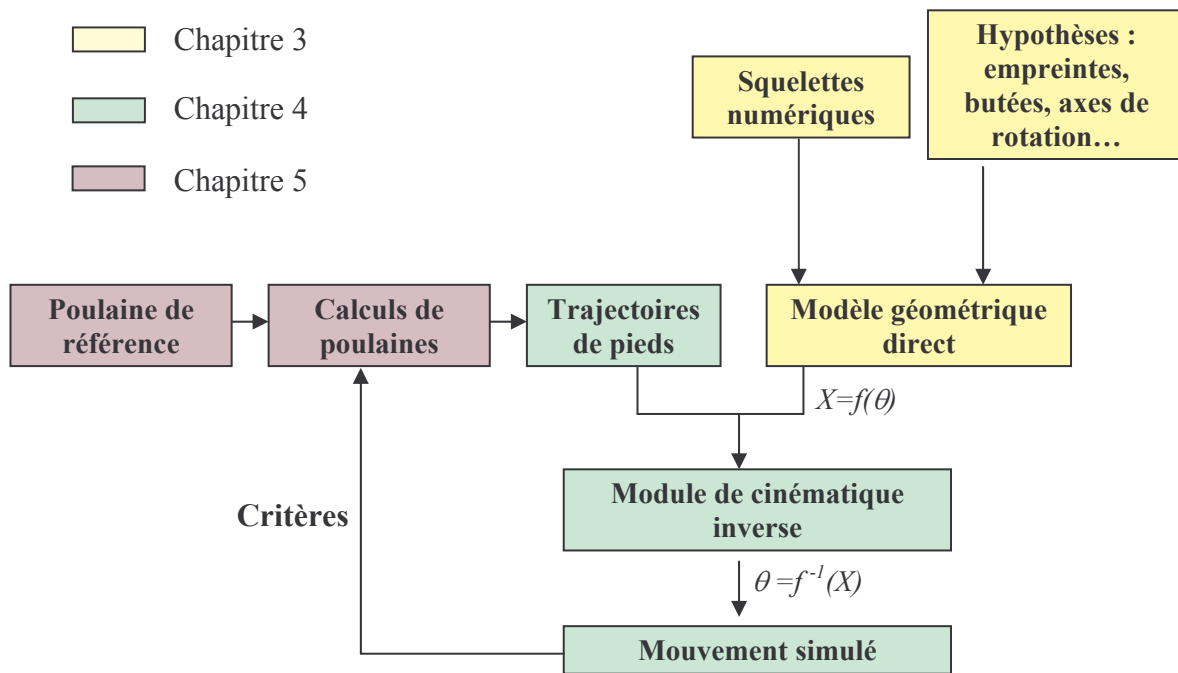 Chapitre 3
Chapitre 4
Chapitre 5
Squelettes
numériques
Hypothèses :
empreintes,
butées, axes de
rotation…
Poulaine de
référence
Calculs de
poulaines
Trajectoires
de pieds
Modèle géométrique
direct
X=f(θ)
Module de cinématique
inverse
Critères
θ =f⁻¹(X)
Mouvement simulé